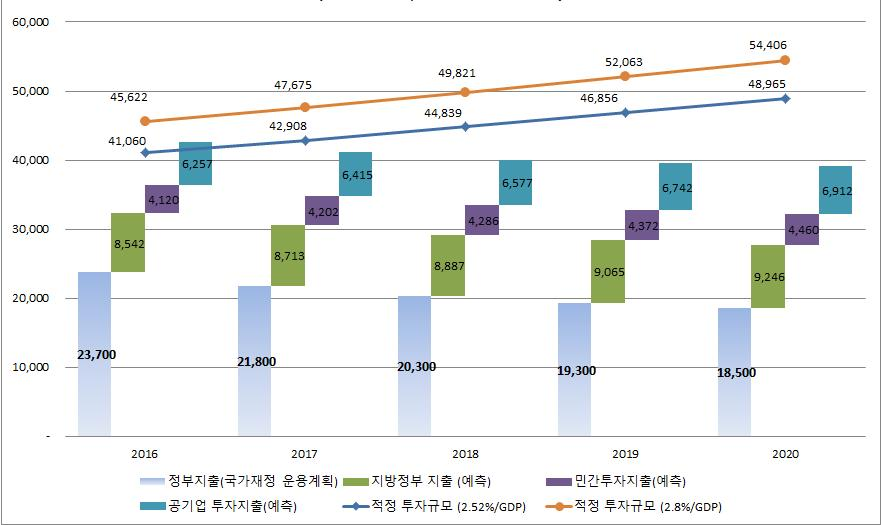 60,000
50,000
40,000
30,000
20,000
10,000
-
45,622 47,675 49,821 52,063 54,406
41,060 42,908 44,839 46,856 48,965
6,257 6,415 6,577 6,742 6,912
4,120 4,202 4,286 4,372 4,460
8,542 8,713 8,887 9,065 9,246
23,700 21,800 20,300 19,300 18,500
2016 2017 2018 2019 2020
정부지출(국가재정 운용계획) 지방정부 지출 (예측) 민간투자지출(예측)
공기업 투자지출(예측) 적정 투자규모 (2.52%/GDP) 적정 투자규모 (2.8%/GDP)